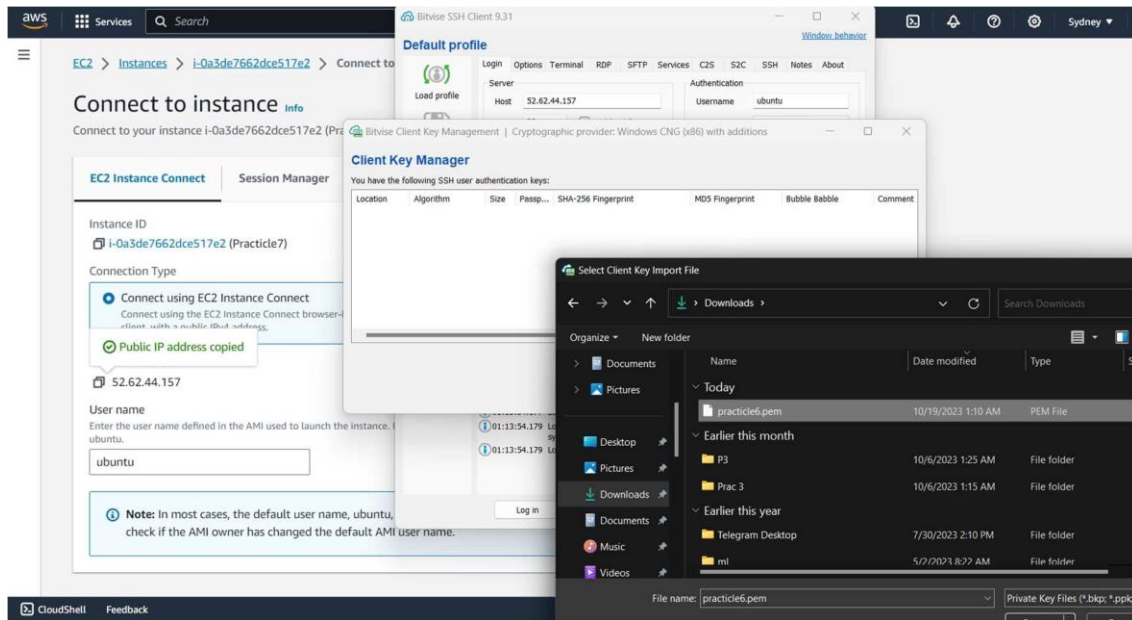 aws
Services
Search
Sydney
EC2 > Instances > i-0a3de7662dce517e2 > Connect to
Connect to instance Info
Connect to your instance i-0a3de7662dce517e2 (Pra
EC2 Instance Connect
Session Manager
Instance ID
i-0a3de7662dce517e2 (Practicle7)
Connection Type
Connect using EC2 Instance Connect
Connect using the EC2 Instance Connect browser-
client, with a public IPv4 address.
Public IP address copied
52.62.44.157
User name
Enter the user name defined in the AMI used to launch the instance.
ubuntu.
ubuntu
Note: In most cases, the default user name, ubuntu,
check if the AMI owner has changed the default AMI user name.
CloudShell
Feedback
Bitvise SSH Client 9.31
Window behavior
Default profile
Load profile
Login Options Terminal RDP SFTP Services C2S S2C SSH Notes About
Server
Host 52.62.44.157
Authentication
Username ubuntu
Bitvise Client Key Management | Cryptographic provider: Windows CNG (x86) with additions
Client Key Manager
You have the following SSH user authentication keys:
Location Algorithm Size Passp... SHA-256 Fingerprint MD5 Fingerprint Bubble Babble Comment
01:13:54.179
01:13:54.179
Log in
Select Client Key Import File
Downloads
Search Downloads
Organize
New folder
Documents
Pictures
Desktop
Pictures
Downloads
Documents
Music
Videos
Name Date modified Type
Today
practicle6.pem 10/19/2023 1:10 AM PEM File
Earlier this month
P3 10/6/2023 1:25 AM File folder
Prac 3 10/6/2023 1:15 AM File folder
Earlier this year
Telegram Desktop 7/30/2023 2:10 PM File folder
ml 5/2/2023 8:22 AM File folder
File name: practicle6.pem
Private Key Files (*.bkp; *.ppk